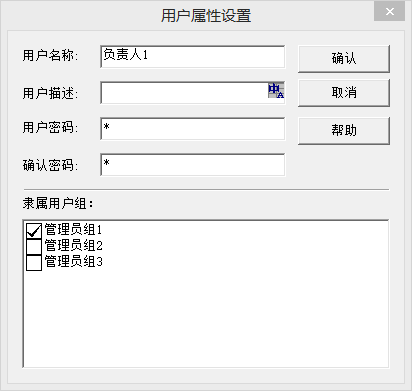 用户属性设置
用户名称: 负责人1 确认
用户描述: 中A 取消
用户密码: * 帮助
确认密码: *
隶属用户组:
管理员组1
管理员组2
管理员组3